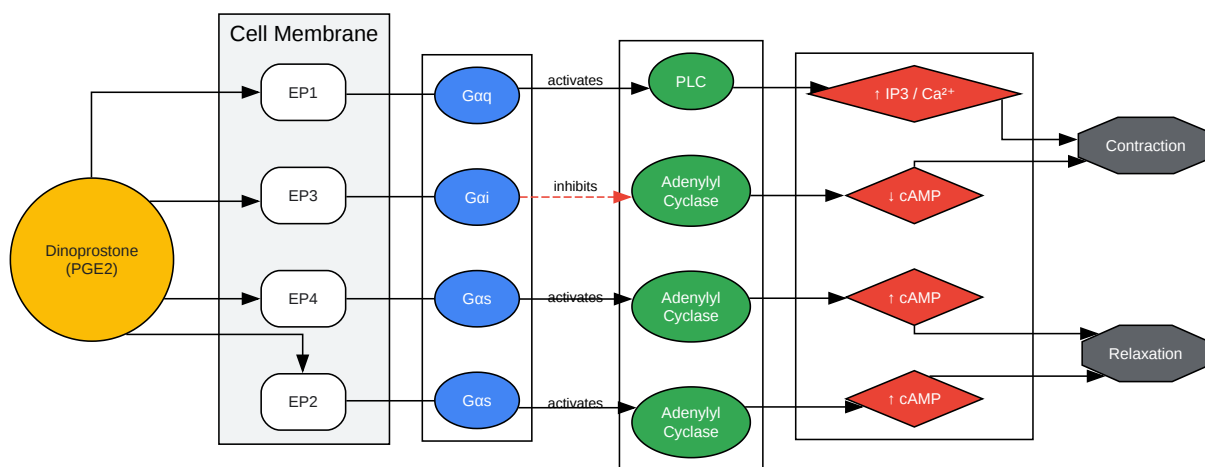 Cell Membrane
EP1
Gαq
activates
PLC
↑ IP3 / Ca²⁺
Contraction
EP3
Gαi
inhibits
Adenylyl
Cyclase
↓ cAMP
Dinoprostone
(PGE2)
EP4
Gαs
activates
Adenylyl
Cyclase
↑ cAMP
Relaxation
EP2
Gαs
activates
Adenylyl
Cyclase
↑ cAMP